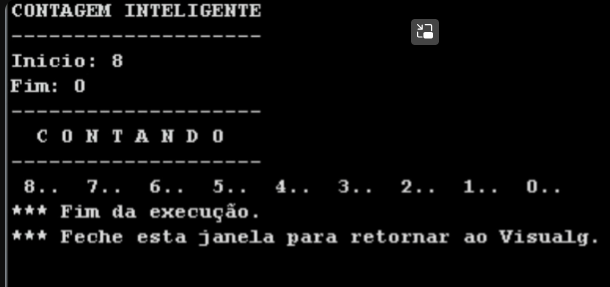 CONTAGEM INTELIGENTE
--------------------
Inicio: 8
Fim: 0
--------------------
C O N T A N D O
--------------------
8.. 7.. 6.. 5.. 4.. 3.. 2.. 1.. 0..
*** Fim da execução.
*** Feche esta janela para retornar ao Visualg.